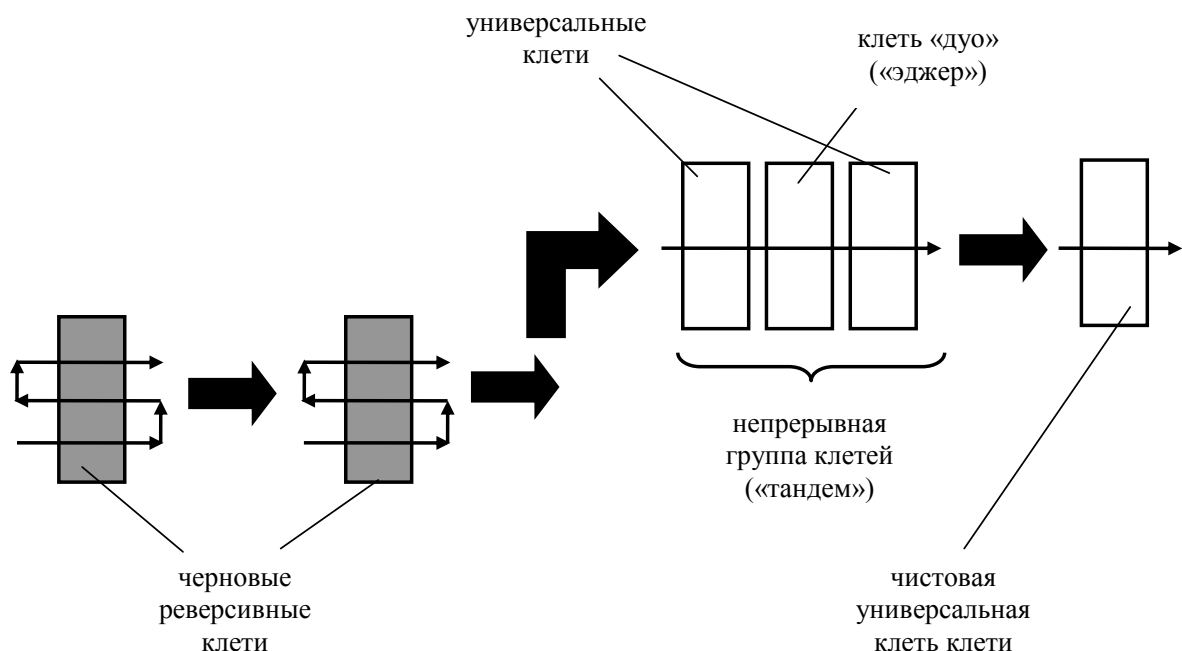 универсальные
клети
клеть «дуо»
(«эджер»)
непрерывная
группа клетей
(«тандем»)
черновые
реверсивные
клети
чистовая
универсальная
клеть клети